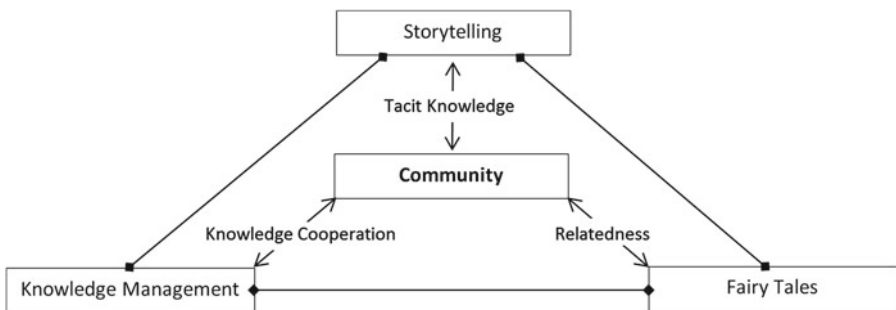 Storytelling
Tacit Knowledge
Community
Knowledge Cooperation
Relatedness
Knowledge Management
Fairy Tales